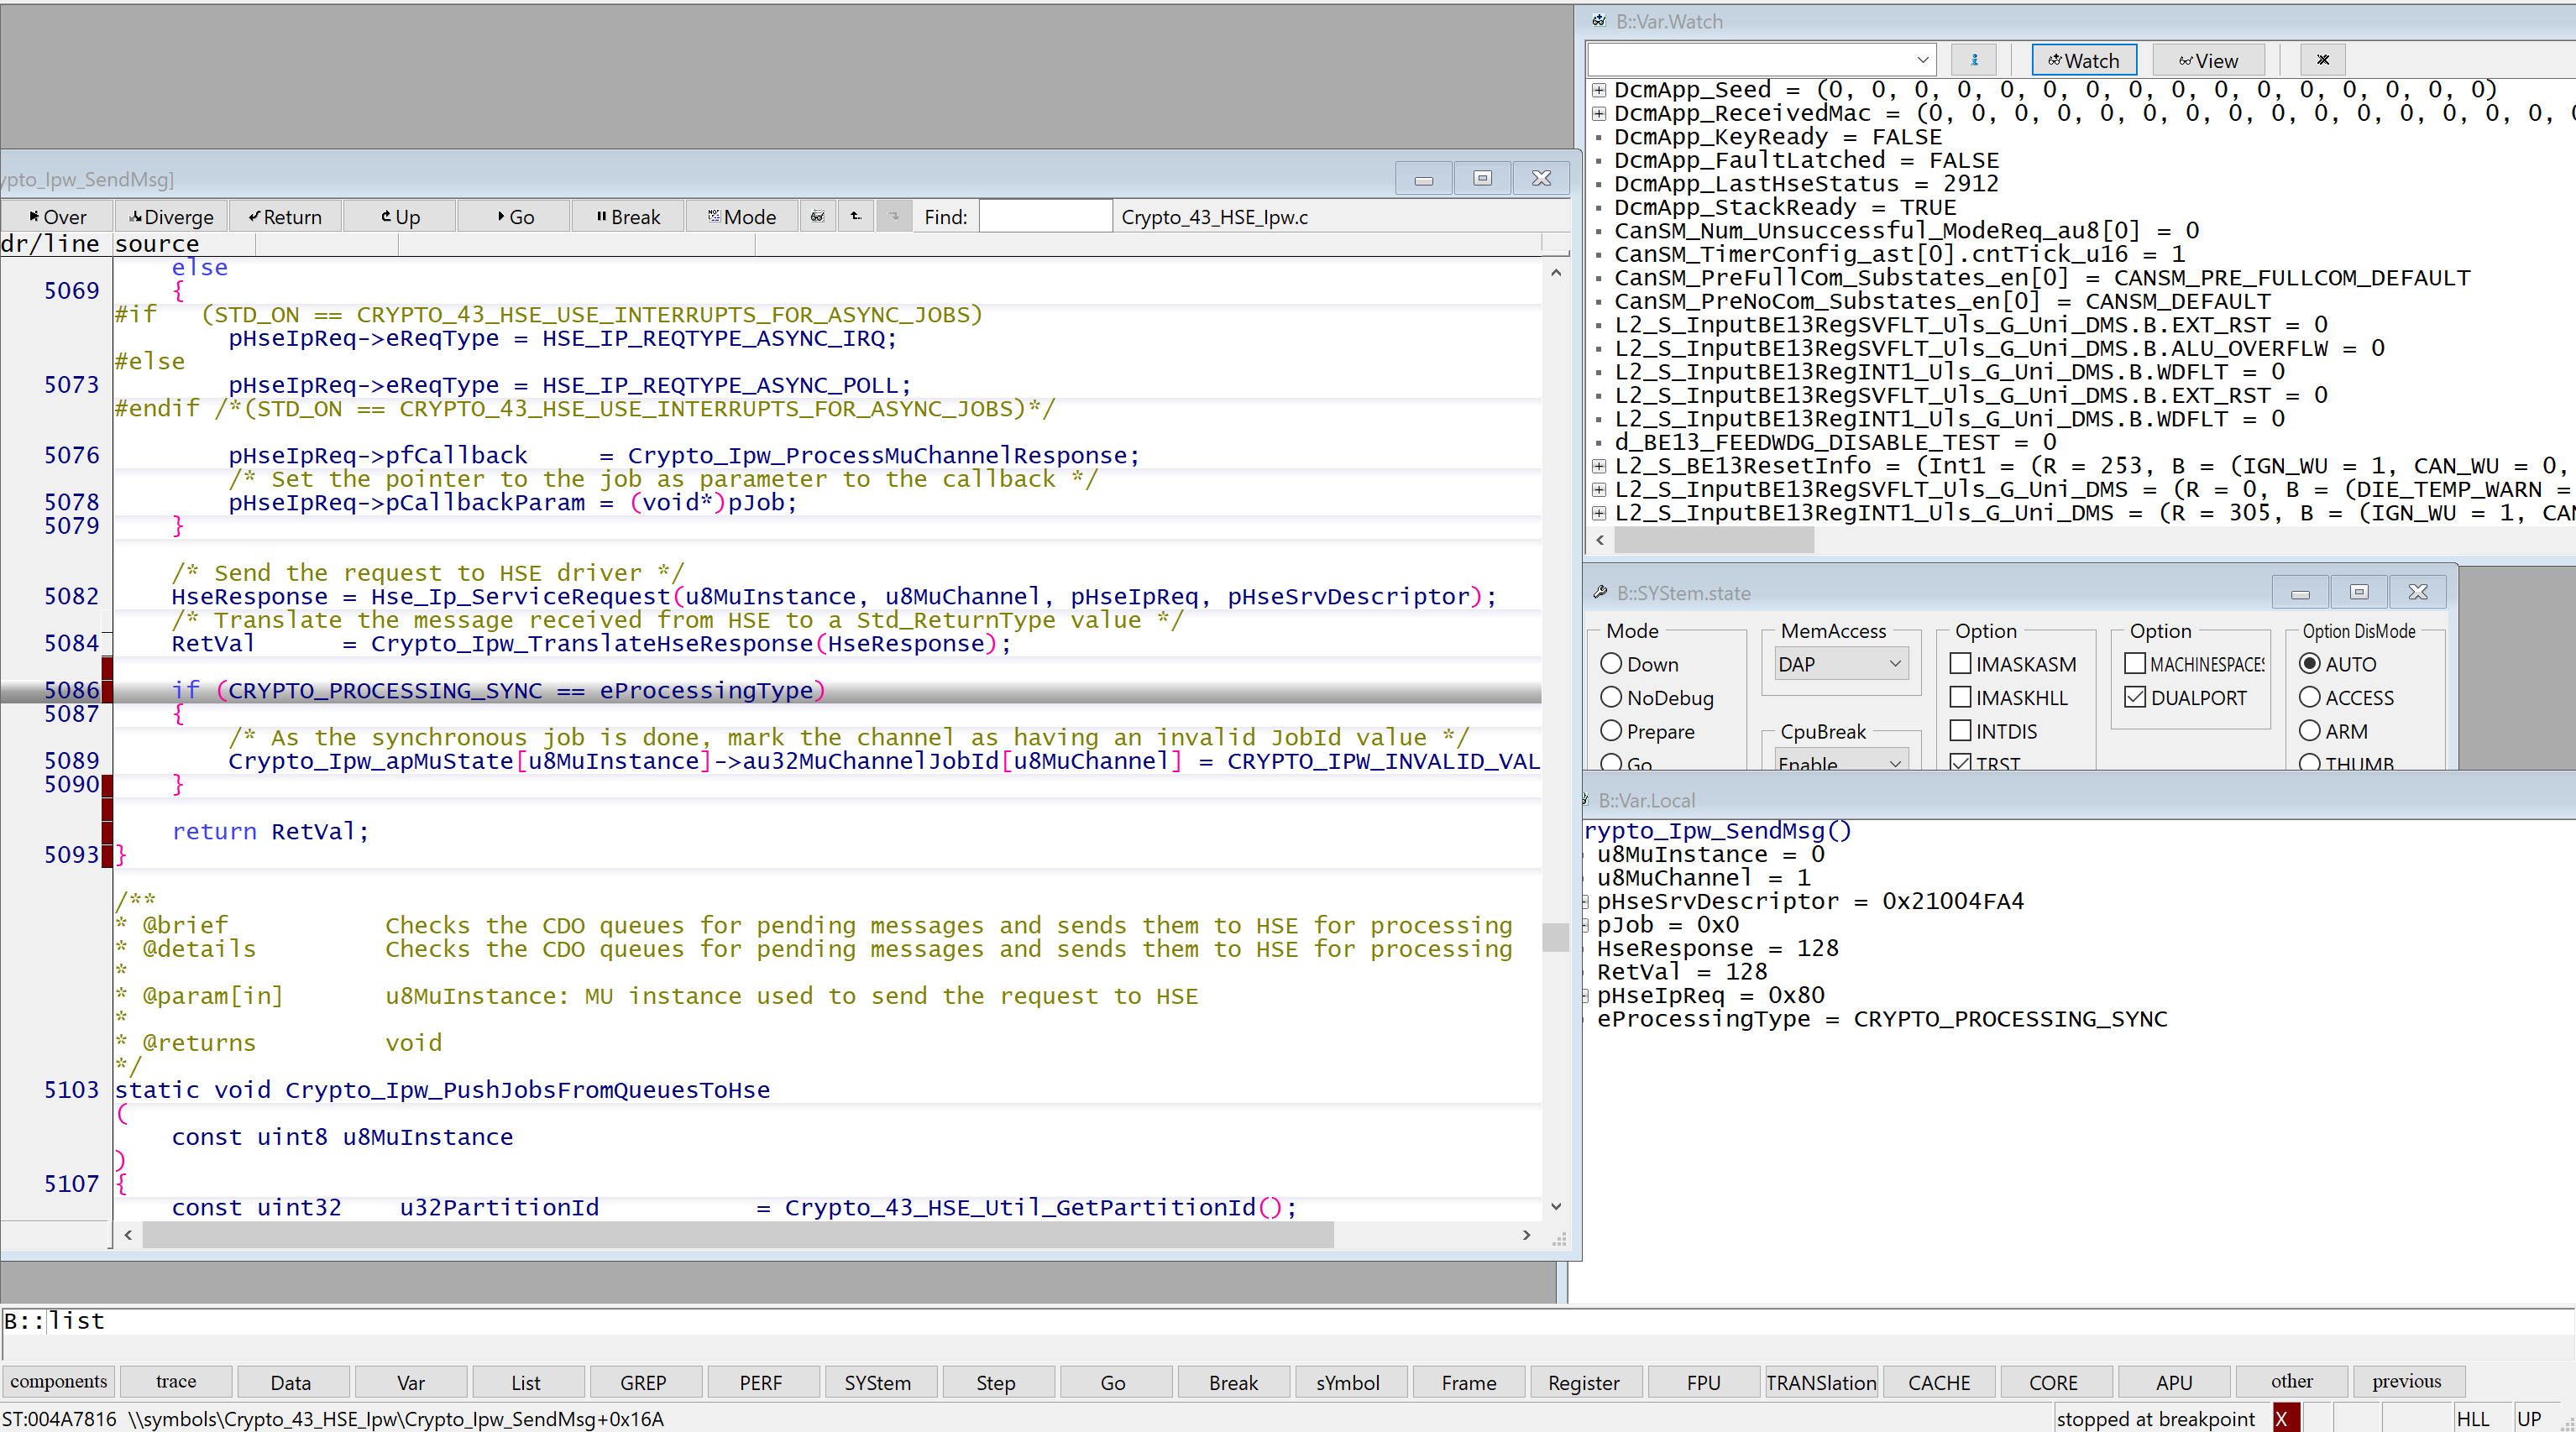 ypto_Ipw_SendMsg]
Over Diverge Return Up Go Break Mode Find: Crypto_43_HSE_Ipw.c
dr/line source
else
5069 {
#if (STD_ON == CRYPTO_43_HSE_USE_INTERRUPTS_FOR_ASYNC_JOBS)
pHseIpReq->eReqType = HSE_IP_REQTYPE_ASYNC_IRQ;
#else
5073 pHseIpReq->eReqType = HSE_IP_REQTYPE_ASYNC_POLL;
#endif /*(STD_ON == CRYPTO_43_HSE_USE_INTERRUPTS_FOR_ASYNC_JOBS)*/
5076 pHseIpReq->pfCallback = Crypto_Ipw_ProcessMuChannelResponse;
/* Set the pointer to the job as parameter to the callback */
5078 pHseIpReq->pCallbackParam = (void*)pJob;
5079 }
/* Send the request to HSE driver */
5082 HseResponse = Hse_Ip_ServiceRequest(u8MuInstance, u8MuChannel, pHseIpReq, pHseSrvDescriptor);
/* Translate the message received from HSE to a Std_ReturnType value */
5084 RetVal = Crypto_Ipw_TranslateHseResponse(HseResponse);
5086 if (CRYPTO_PROCESSING_SYNC == eProcessingType)
5087 {
/* As the synchronous job is done, mark the channel as having an invalid JobId value */
5089 Crypto_Ipw_apMuState[u8MuInstance]->au32MuChannelJobId[u8MuChannel] = CRYPTO_IPW_INVALID_VAL
5090 }
return RetVal;
5093 }
/**
* @brief Checks the CDO queues for pending messages and sends them to HSE for processing
* @details Checks the CDO queues for pending messages and sends them to HSE for processing
*
* @param[in] u8MuInstance: MU instance used to send the request to HSE
*
* @returns void
*/
5103 static void Crypto_Ipw_PushJobsFromQueuesToHse
(
const uint8 u8MuInstance
)
5107 {
const uint32 u32PartitionId = Crypto_43_HSE_Util_GetPartitionId();
B::Var.Watch
Watch View
DcmApp_Seed = (0, 0, 0, 0, 0, 0, 0, 0, 0, 0, 0, 0, 0, 0, 0, 0)
DcmApp_ReceivedMac = (0, 0, 0, 0, 0, 0, 0, 0, 0, 0, 0, 0, 0, 0, 0, 0
DcmApp_KeyReady = FALSE
DcmApp_FaultLatched = FALSE
DcmApp_LastHseStatus = 2912
DcmApp_StackReady = TRUE
CanSM_Num_Unsuccessful_ModeReq_au8[0] = 0
CanSM_TimerConfig_ast[0].cntTick_u16 = 1
CanSM_PreFullCom_Substates_en[0] = CANSM_PRE_FULLCOM_DEFAULT
CanSM_PreNoCom_Substates_en[0] = CANSM_DEFAULT
L2_S_InputBE13RegSVFLT_Uls_G_Uni_DMS.B.EXT_RST = 0
L2_S_InputBE13RegSVFLT_Uls_G_Uni_DMS.B.ALU_OVERFLW = 0
L2_S_InputBE13RegINT1_Uls_G_Uni_DMS.B.WDFLT = 0
L2_S_InputBE13RegSVFLT_Uls_G_Uni_DMS.B.EXT_RST = 0
L2_S_InputBE13RegINT1_Uls_G_Uni_DMS.B.WDFLT = 0
d_BE13_FEEDWDG_DISABLE_TEST = 0
L2_S_BE13ResetInfo = (Int1 = (R = 253, B = (IGN_WU = 1, CAN_WU = 0,
L2_S_InputBE13RegSVFLT_Uls_G_Uni_DMS = (R = 0, B = (DIE_TEMP_WARN =
L2_S_InputBE13RegINT1_Uls_G_Uni_DMS = (R = 305, B = (IGN_WU = 1, CAN
B::SYStem.state
Mode MemAccess Option Option Option DisMode
Down DAP IMASKASM MACHINESPACES AUTO
NoDebug IMASKHLL DUALPORT ACCESS
Prepare CpuBreak INTDIS ARM
Go Enable TRST THUMB
B::Var.Local
rypto_Ipw_SendMsg()
u8MuInstance = 0
u8MuChannel = 1
pHseSrvDescriptor = 0x21004FA4
pJob = 0x0
HseResponse = 128
RetVal = 128
pHseIpReq = 0x80
eProcessingType = CRYPTO_PROCESSING_SYNC
B::list
components trace Data Var List GREP PERF SYStem Step Go Break sYmbol Frame Register FPU TRANSlation CACHE CORE APU other previous
ST:004A7816 \\symbols\Crypto_43_HSE_Ipw\Crypto_Ipw_SendMsg+0x16A stopped at breakpoint X HLL UP